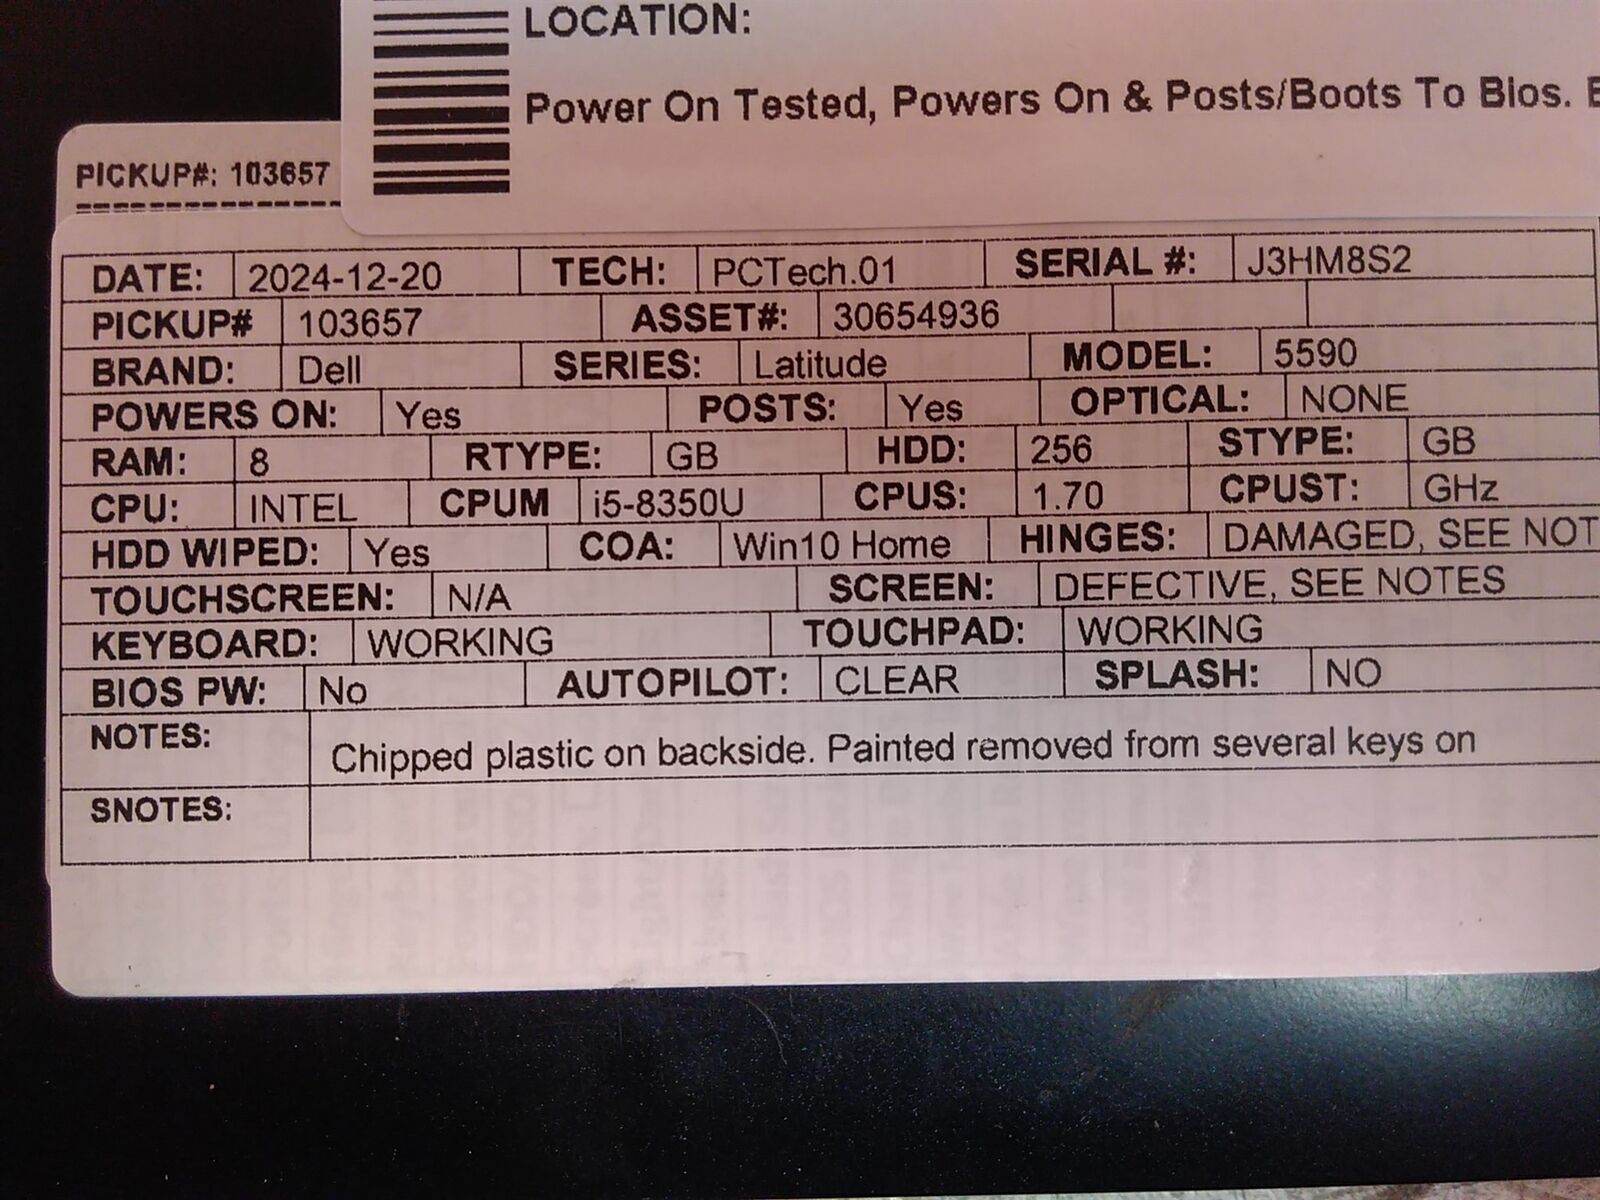 LOCATION:
Power On Tested, Powers On & Posts/Boots To Bios.
PICKUP#: 103657
DATE: 2024-12-20 TECH: PCTech.01 SERIAL #: J3HM8S2
PICKUP# 103657 ASSET#: 30654936
BRAND: Dell SERIES: Latitude MODEL: 5590
POWERS ON: Yes POSTS: Yes OPTICAL: NONE
RAM: 8 RTYPE: GB HDD: 256 STYPE: GB
CPU: INTEL CPUM i5-8350U CPUS: 1.70 CPUST: GHz
HDD WIPED: Yes COA: Win10 Home HINGES: DAMAGED, SEE NOT
TOUCHSCREEN: N/A SCREEN: DEFECTIVE, SEE NOTES
KEYBOARD: WORKING TOUCHPAD: WORKING
BIOS PW: No AUTOPILOT: CLEAR SPLASH: NO
NOTES: Chipped plastic on backside. Painted removed from several keys on
SNOTES: